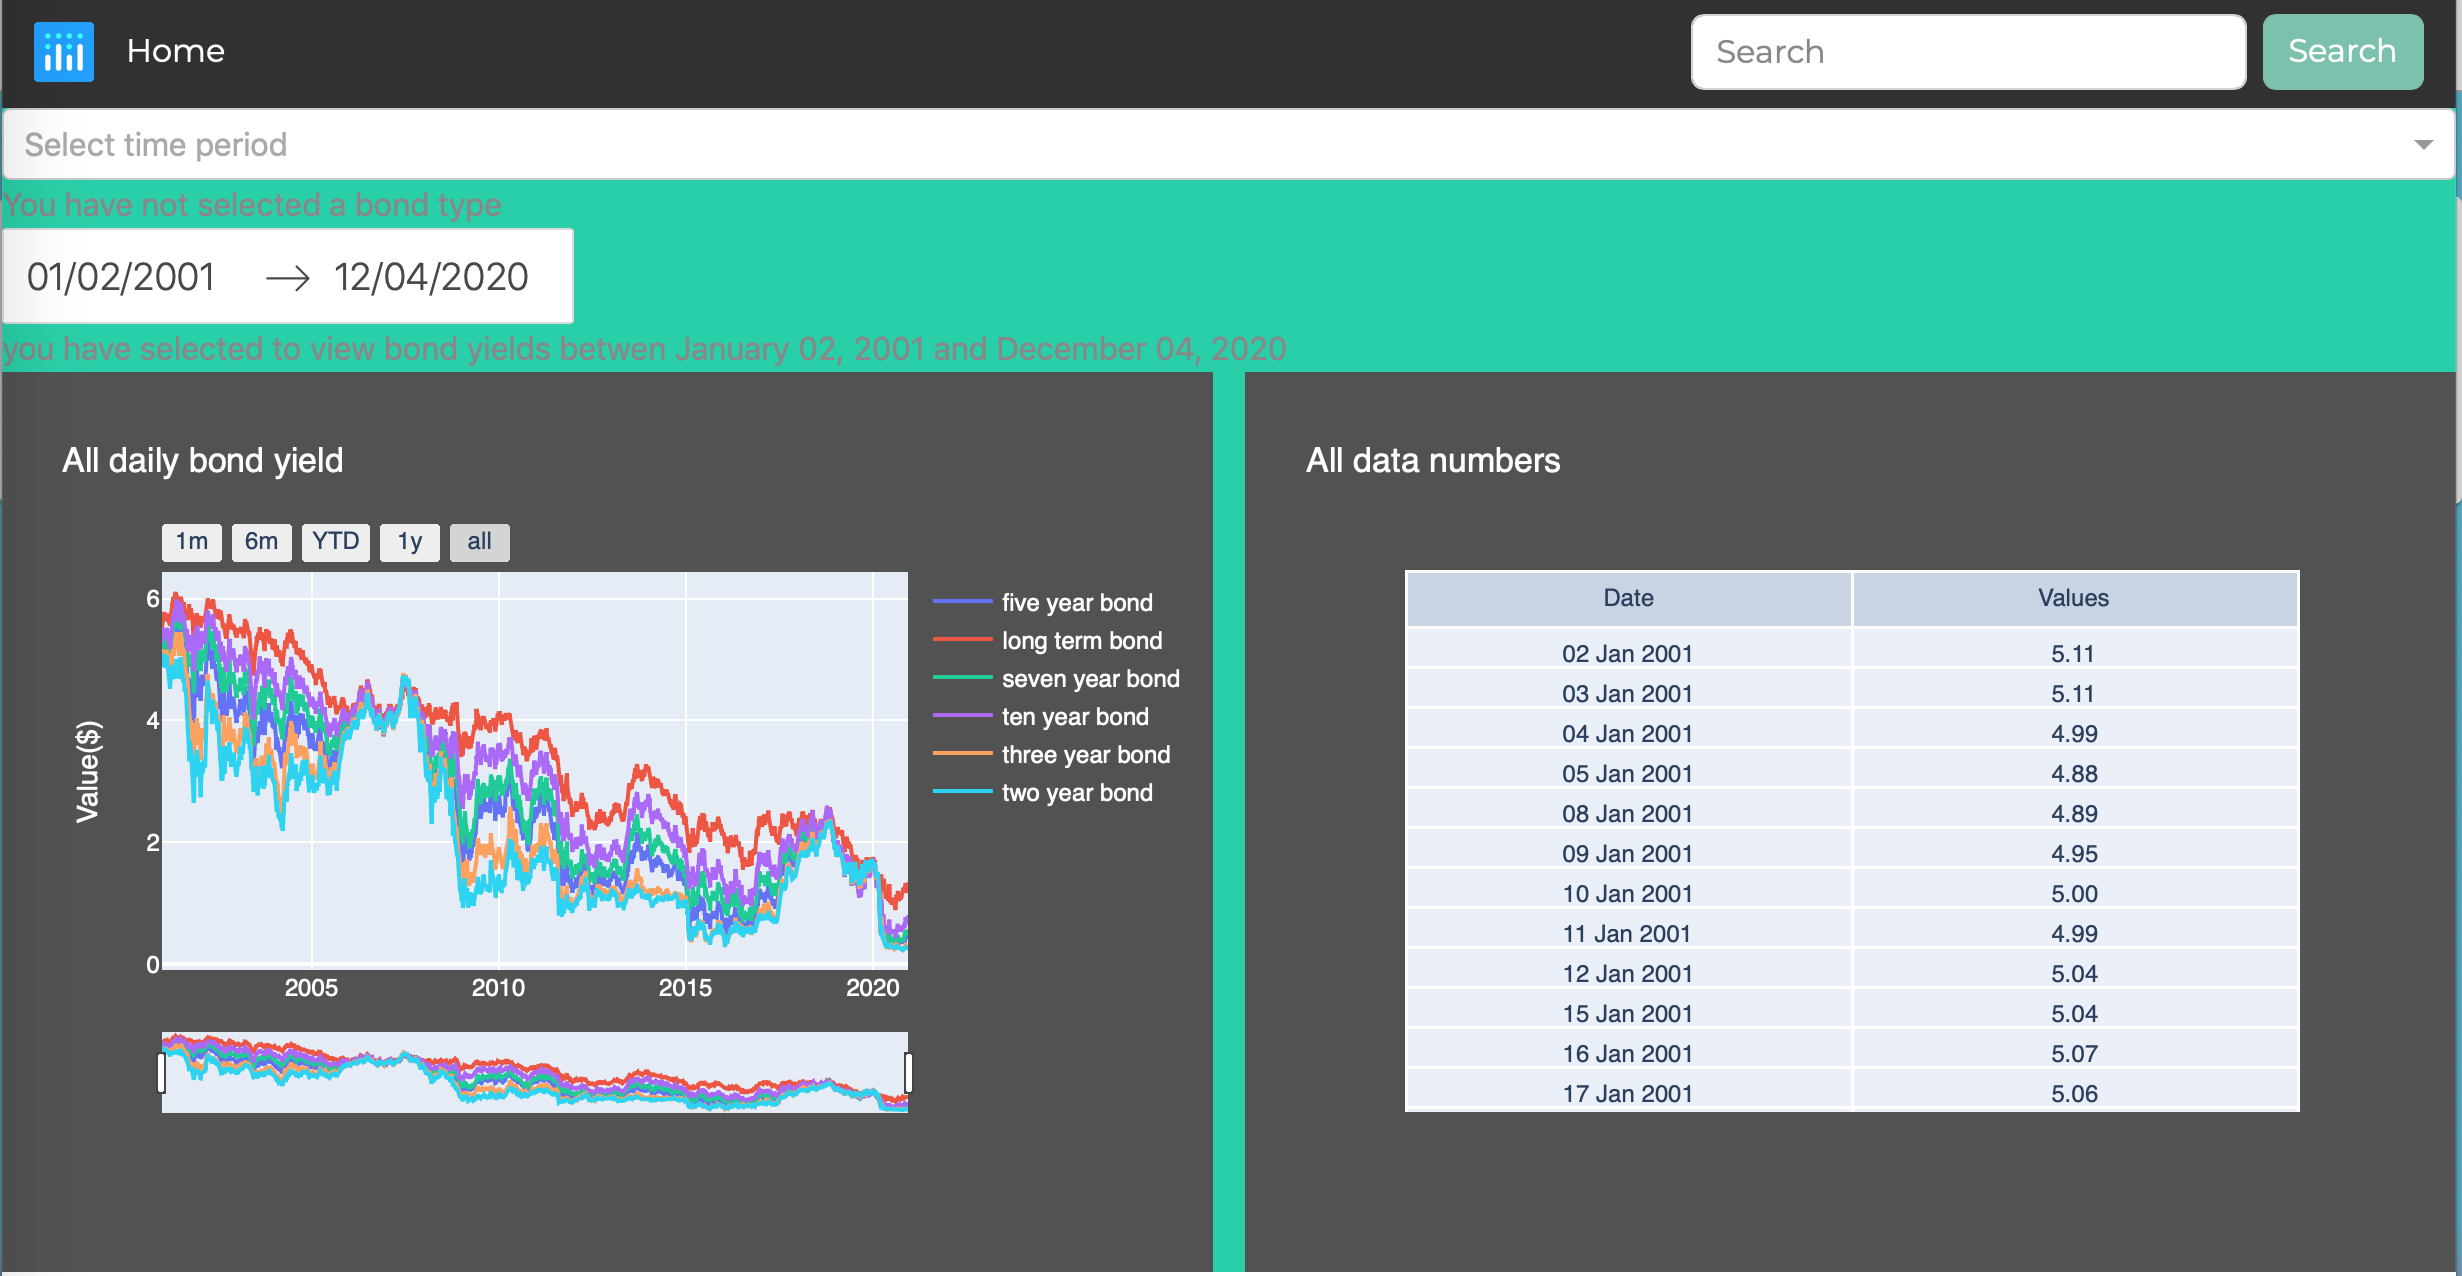 Home
Search
Search
Select time period
You have not selected a bond type
01/02/2001 → 12/04/2020
you have selected to view bond yields betwen January 02, 2001 and December 04, 2020
All daily bond yield
1m 6m YTD 1y all
Value($)
6
4
2
0
2005 2010 2015 2020
five year bond
long term bond
seven year bond
ten year bond
three year bond
two year bond
All data numbers
Date Values
02 Jan 2001 5.11
03 Jan 2001 5.11
04 Jan 2001 4.99
05 Jan 2001 4.88
08 Jan 2001 4.89
09 Jan 2001 4.95
10 Jan 2001 5.00
11 Jan 2001 4.99
12 Jan 2001 5.04
15 Jan 2001 5.04
16 Jan 2001 5.07
17 Jan 2001 5.06